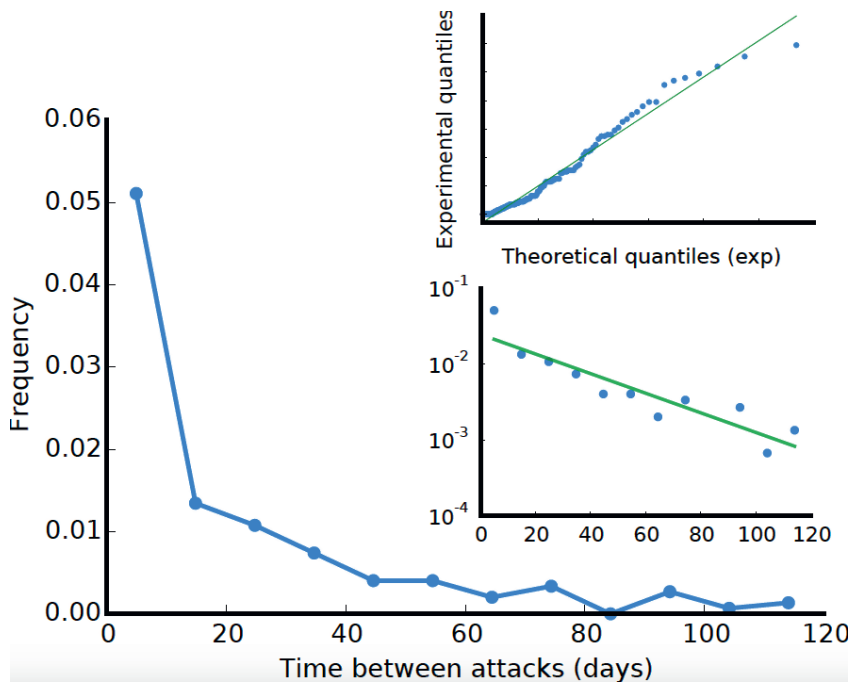 0.06
0.05
0.04
0.03
0.02
0.01
0.00
Frequency
0 20 40 60 80 100 120
Time between attacks (days)
Experimental quantiles
Theoretical quantiles (exp)
10⁻¹
10⁻²
10⁻³
10⁻⁴
0 20 40 60 80 100 120